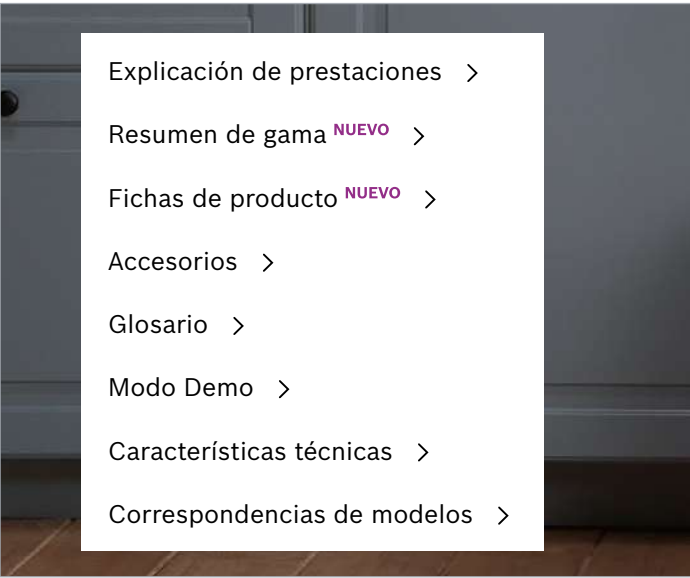 Explicación de prestaciones
Resumen de gama NUEVO
Fichas de producto NUEVO
Accesorios
Glosario
Modo Demo
Características técnicas
Correspondencias de modelos